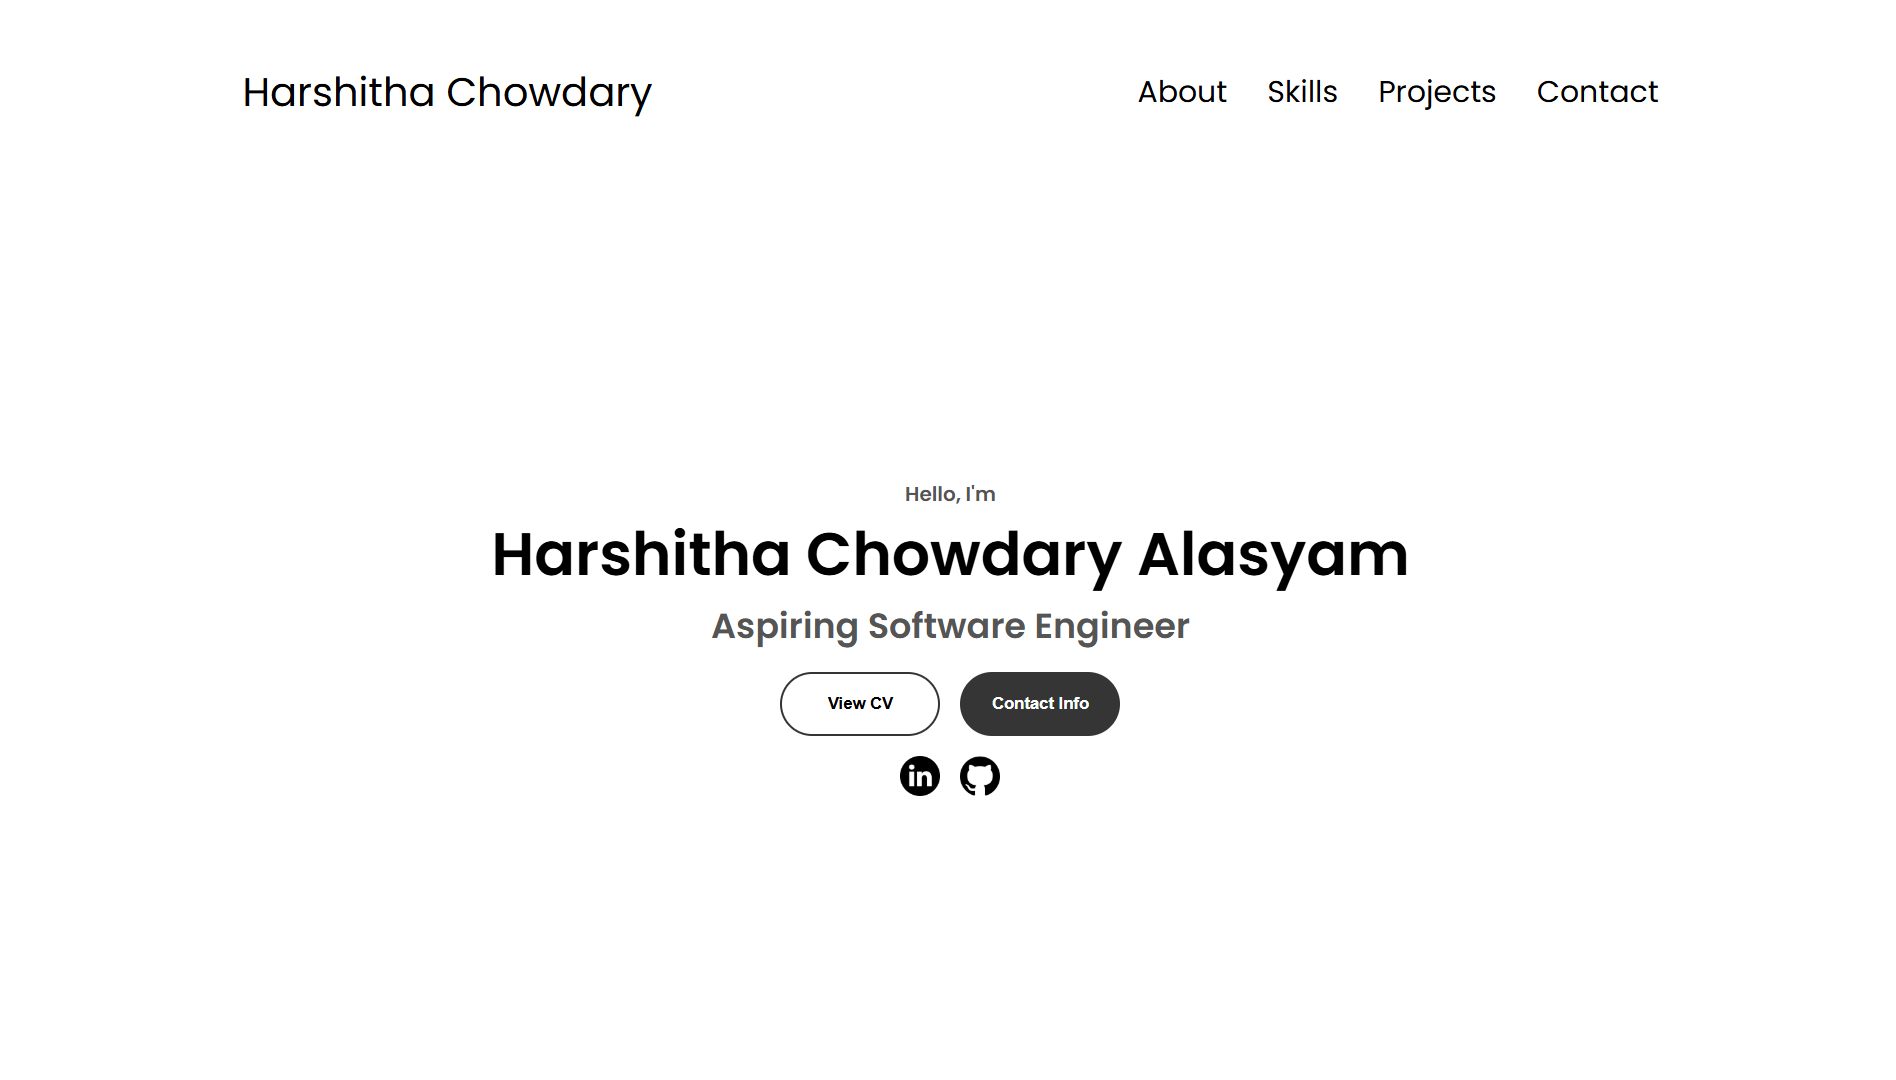 Harshitha Chowdary
About Skills Projects Contact
Hello, I'm
Harshitha Chowdary Alasyam
Aspiring Software Engineer
View CV
Contact Info
in